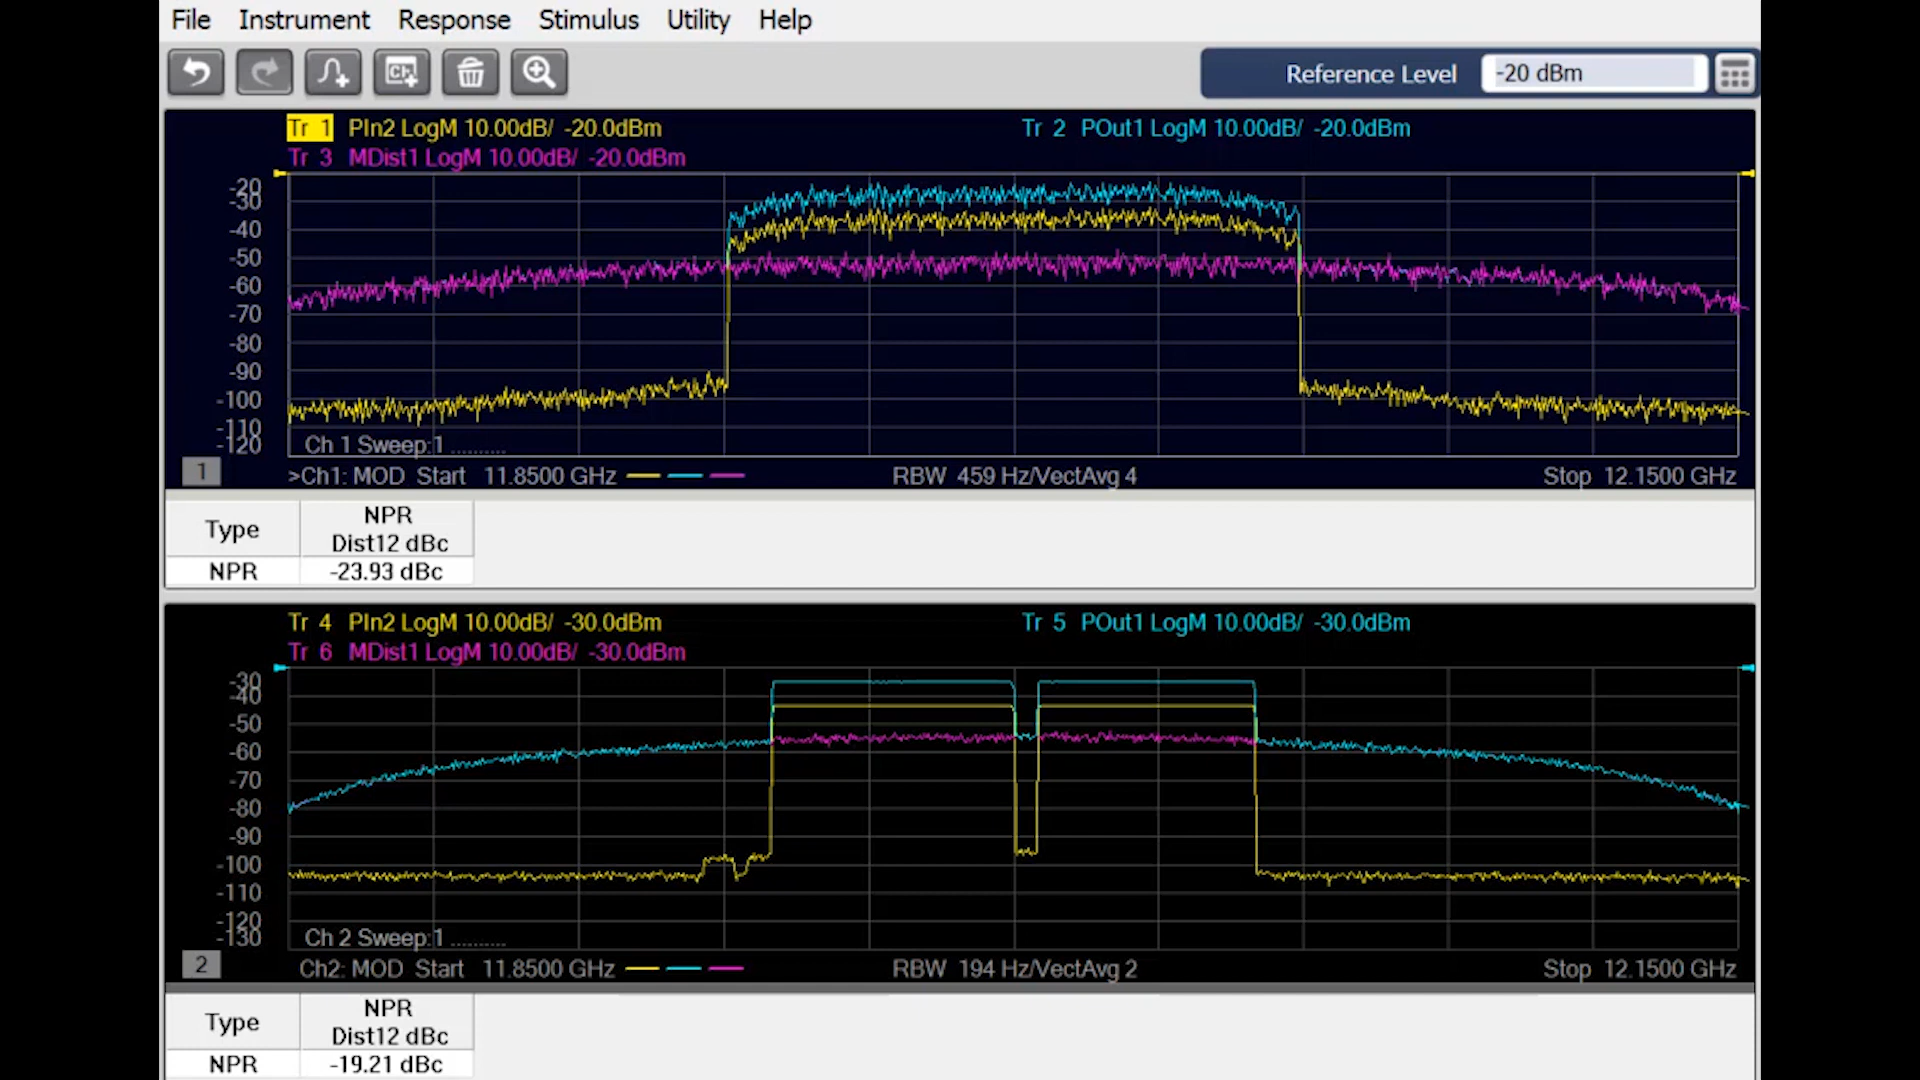 File Instrument Response Stimulus Utility Help
Reference Level -20 dBm
Tr 1 PIn2 LogM 10.00dB/ -20.0dBm
Tr 2 POut1 LogM 10.00dB/ -20.0dBm
Tr 3 MDist1 LogM 10.00dB/ -20.0dBm
-20
-30
-40
-50
-60
-70
-80
-90
-100
-110
-120
Ch 1 Sweep:1 ..........
1
>Ch1: MOD Start 11.8500 GHz
RBW 459 Hz/VectAvg 4
Stop 12.1500 GHz
Type
NPR
Dist12 dBc
NPR -23.93 dBc
Tr 4 PIn2 LogM 10.00dB/ -30.0dBm
Tr 5 POut1 LogM 10.00dB/ -30.0dBm
Tr 6 MDist1 LogM 10.00dB/ -30.0dBm
-30
-40
-50
-60
-70
-80
-90
-100
-110
-120
-130
Ch 2 Sweep:1 ..........
2
Ch2: MOD Start 11.8500 GHz
RBW 194 Hz/VectAvg 2
Stop 12.1500 GHz
Type
NPR
Dist12 dBc
NPR -19.21 dBc